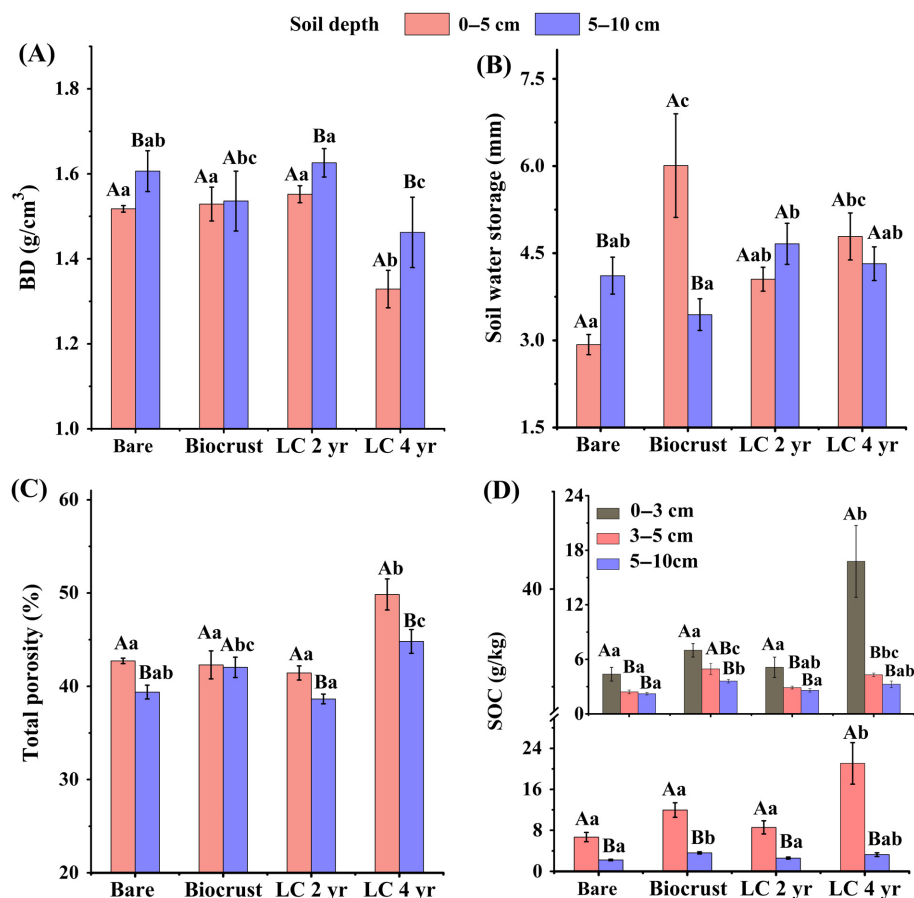 Soil depth 0–5 cm 5–10 cm
(A)
BD (g/cm³)
1.8
1.6
1.4
1.2
1.0
Aa Bab Aa Abc Aa Ba Ab Bc
Bare Biocrust LC 2 yr LC 4 yr
(B)
Soil water storage (mm)
7.5
6.0
4.5
3.0
1.5
Aa Bab Ac Ba Aab Ab Abc Aab
Bare Biocrust LC 2 yr LC 4 yr
(C)
Total porosity (%)
60
50
40
30
20
Aa Bab Aa Abc Aa Ba Ab Bc
Bare Biocrust LC 2 yr LC 4 yr
(D)
SOC (g/kg)
40
24
18
12
6
0
0–3 cm
3–5 cm
5–10cm
Aa Ba Ba Aa ABc Bb Aa Bab Ba Ab Bbc Bab
24
16
8
0
Aa Ba Aa Bb Aa Ba Ab Bab
Bare Biocrust LC 2 yr LC 4 yr